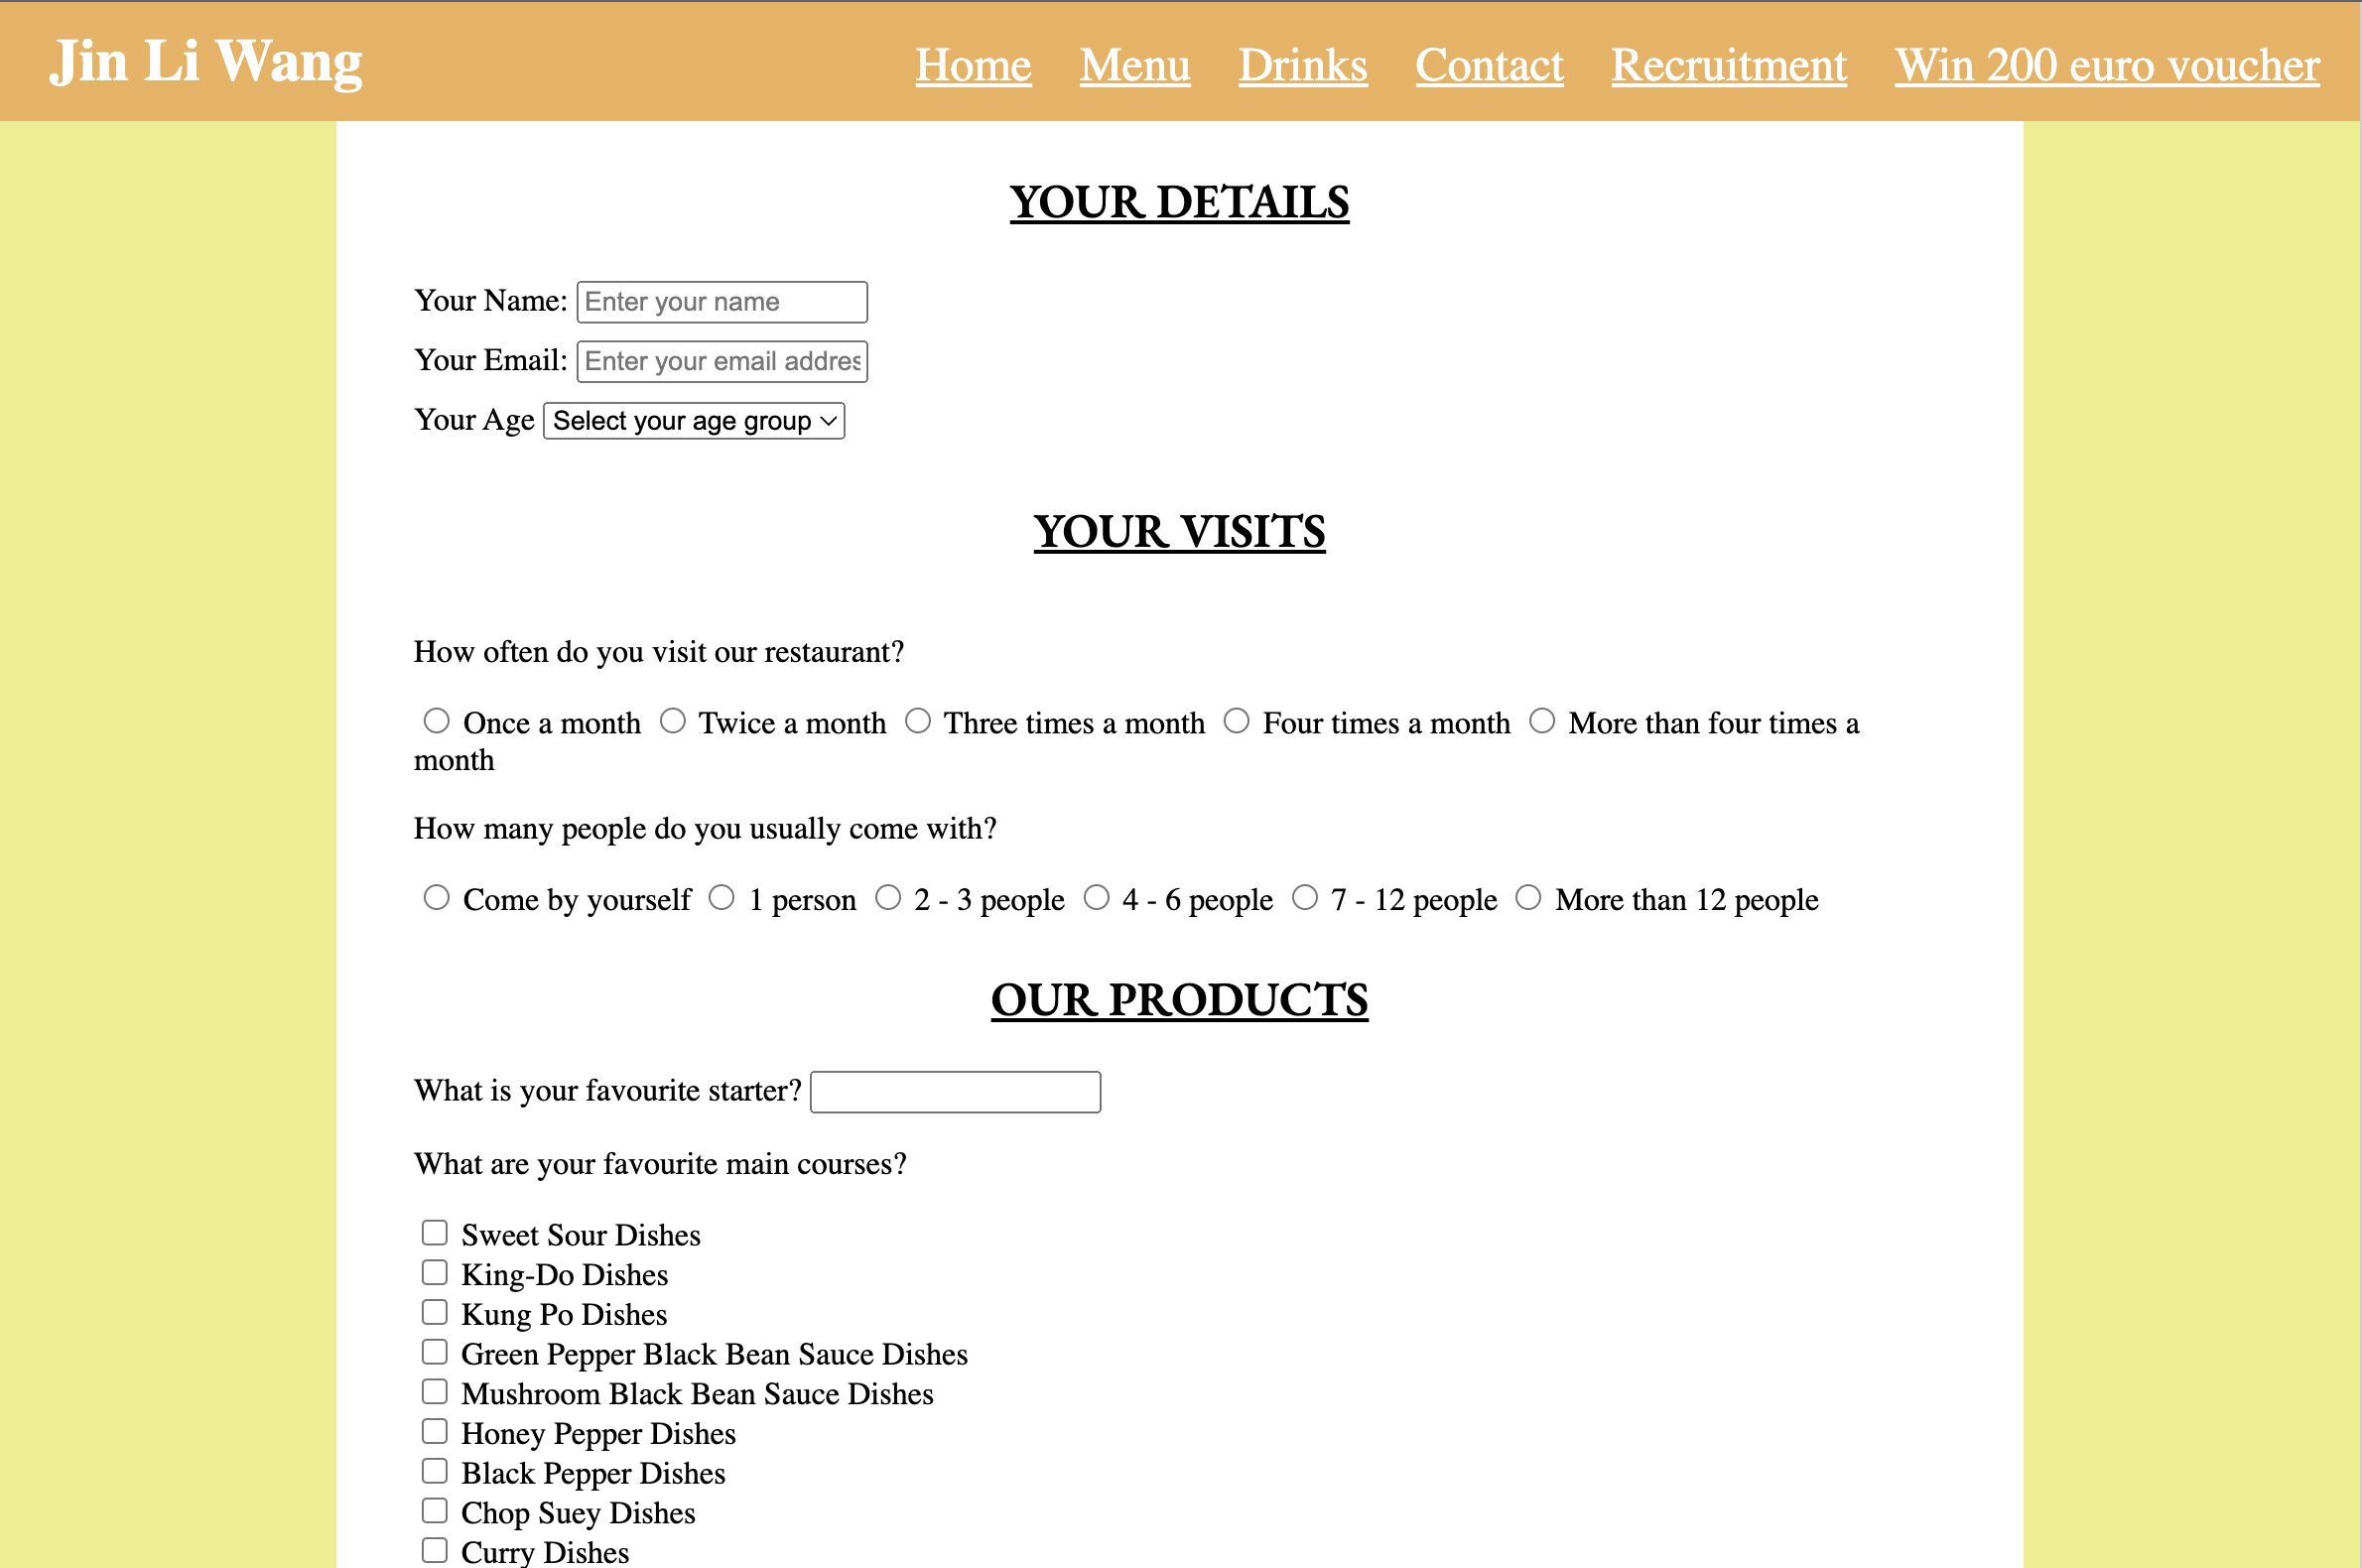 Jin Li Wang Home Menu Drinks Contact Recruitment Win 200 euro voucher
YOUR DETAILS
Your Name: Enter your name
Your Email: Enter your email addres
Your Age Select your age group
YOUR VISITS
How often do you visit our restaurant?
Once a month Twice a month Three times a month Four times a month More than four times a
month
How many people do you usually come with?
Come by yourself 1 person 2 - 3 people 4 - 6 people 7 - 12 people More than 12 people
OUR PRODUCTS
What is your favourite starter?
What are your favourite main courses?
Sweet Sour Dishes
King-Do Dishes
Kung Po Dishes
Green Pepper Black Bean Sauce Dishes
Mushroom Black Bean Sauce Dishes
Honey Pepper Dishes
Black Pepper Dishes
Chop Suey Dishes
Curry Dishes